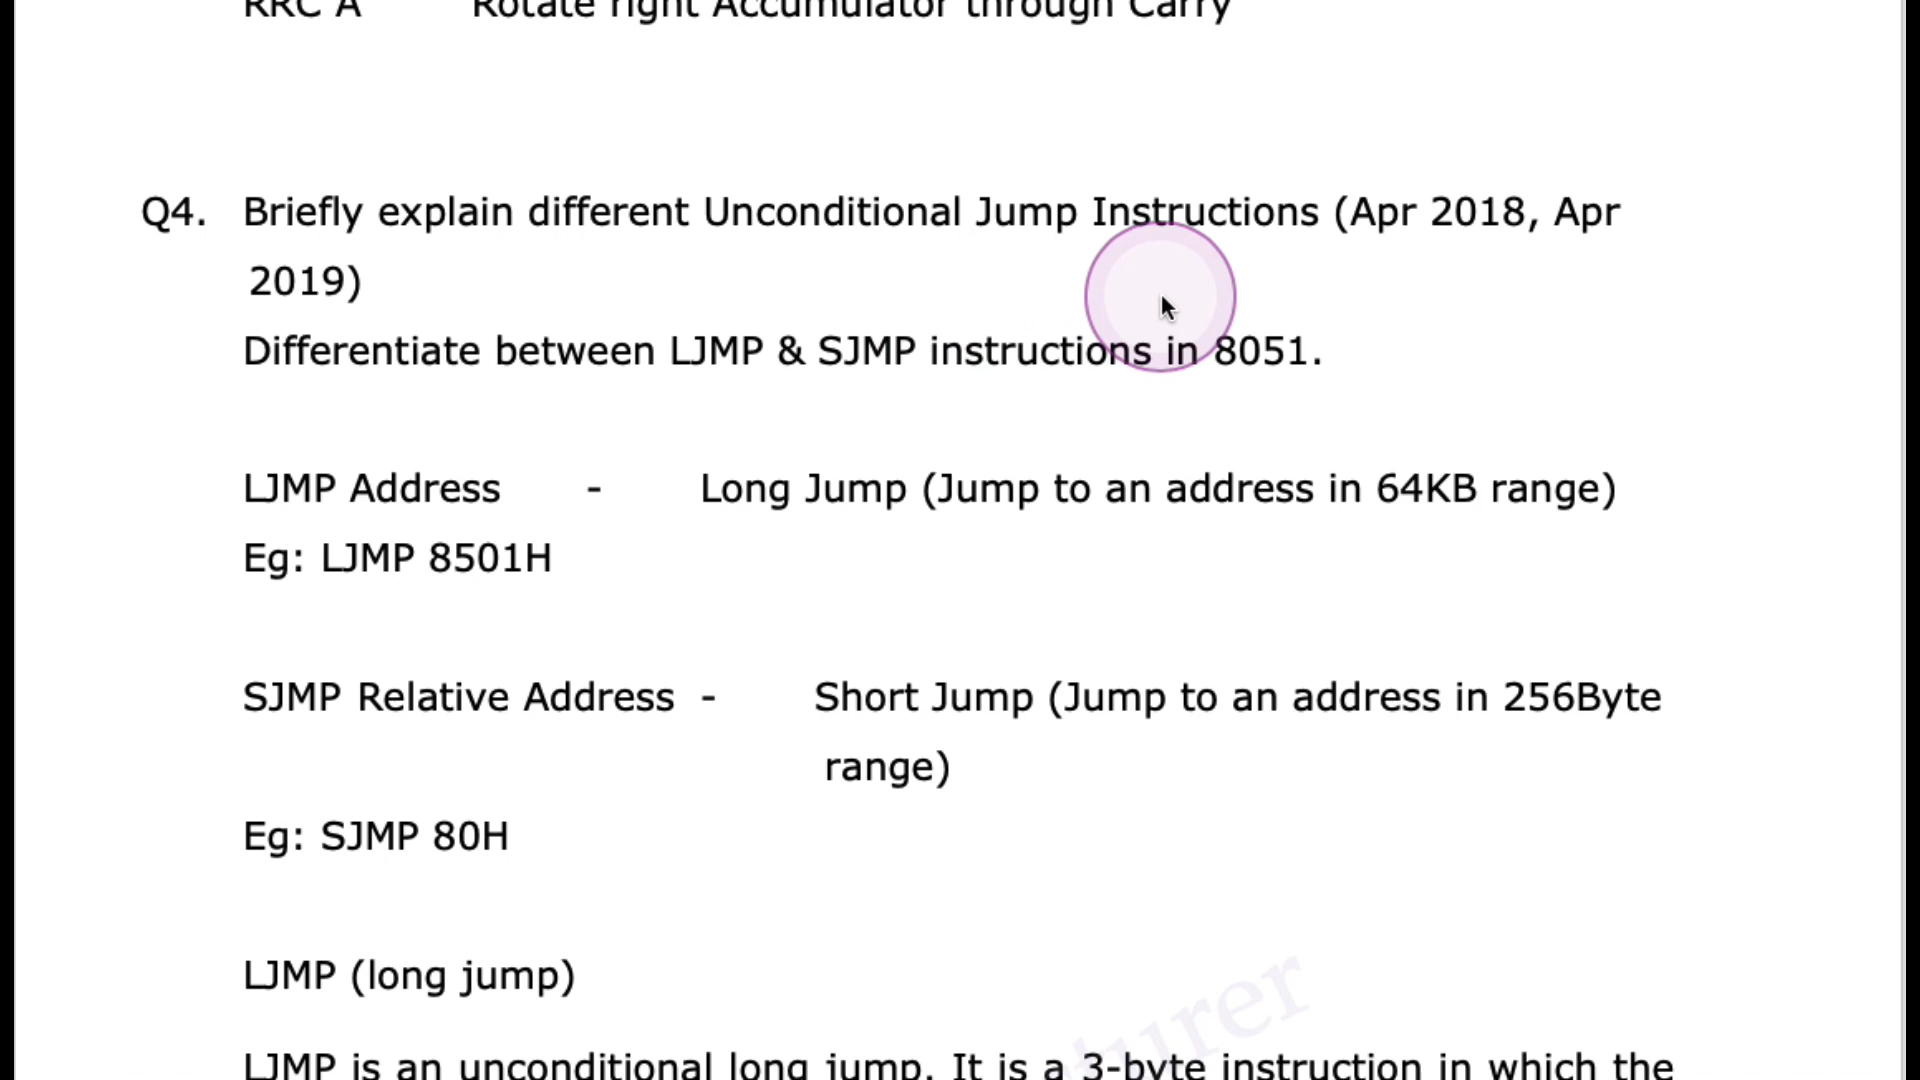 RRC A Rotate right Accumulator through Carry
Q4. Briefly explain different Unconditional Jump Instructions (Apr 2018, Apr
2019)
Differentiate between LJMP & SJMP instructions in 8051.
LJMP Address - Long Jump (Jump to an address in 64KB range)
Eg: LJMP 8501H
SJMP Relative Address - Short Jump (Jump to an address in 256Byte
range)
Eg: SJMP 80H
LJMP (long jump)
LJMP is an unconditional long jump. It is a 3-byte instruction in which the